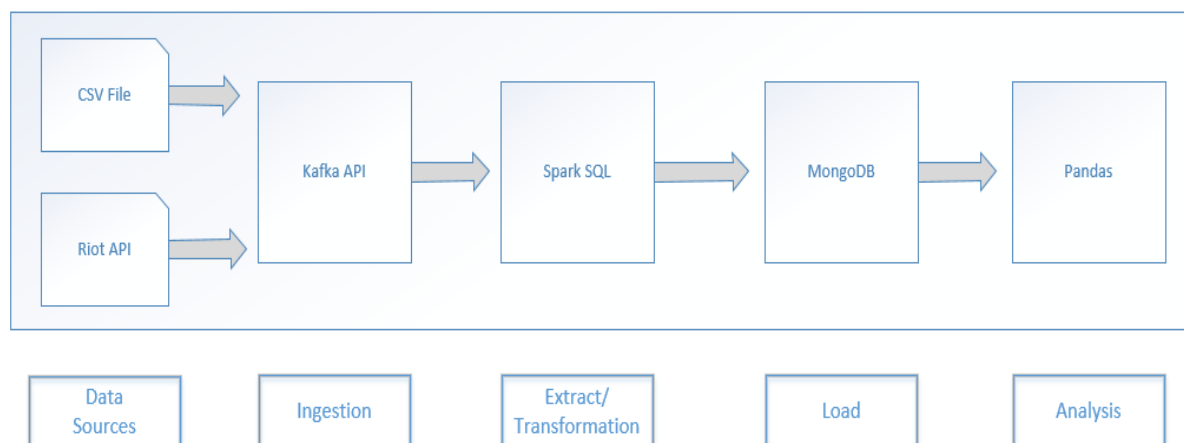 CSV File
Riot API
Kafka API
Spark SQL
MongoDB
Pandas
Data
Sources
Ingestion
Extract/
Transformation
Load
Analysis